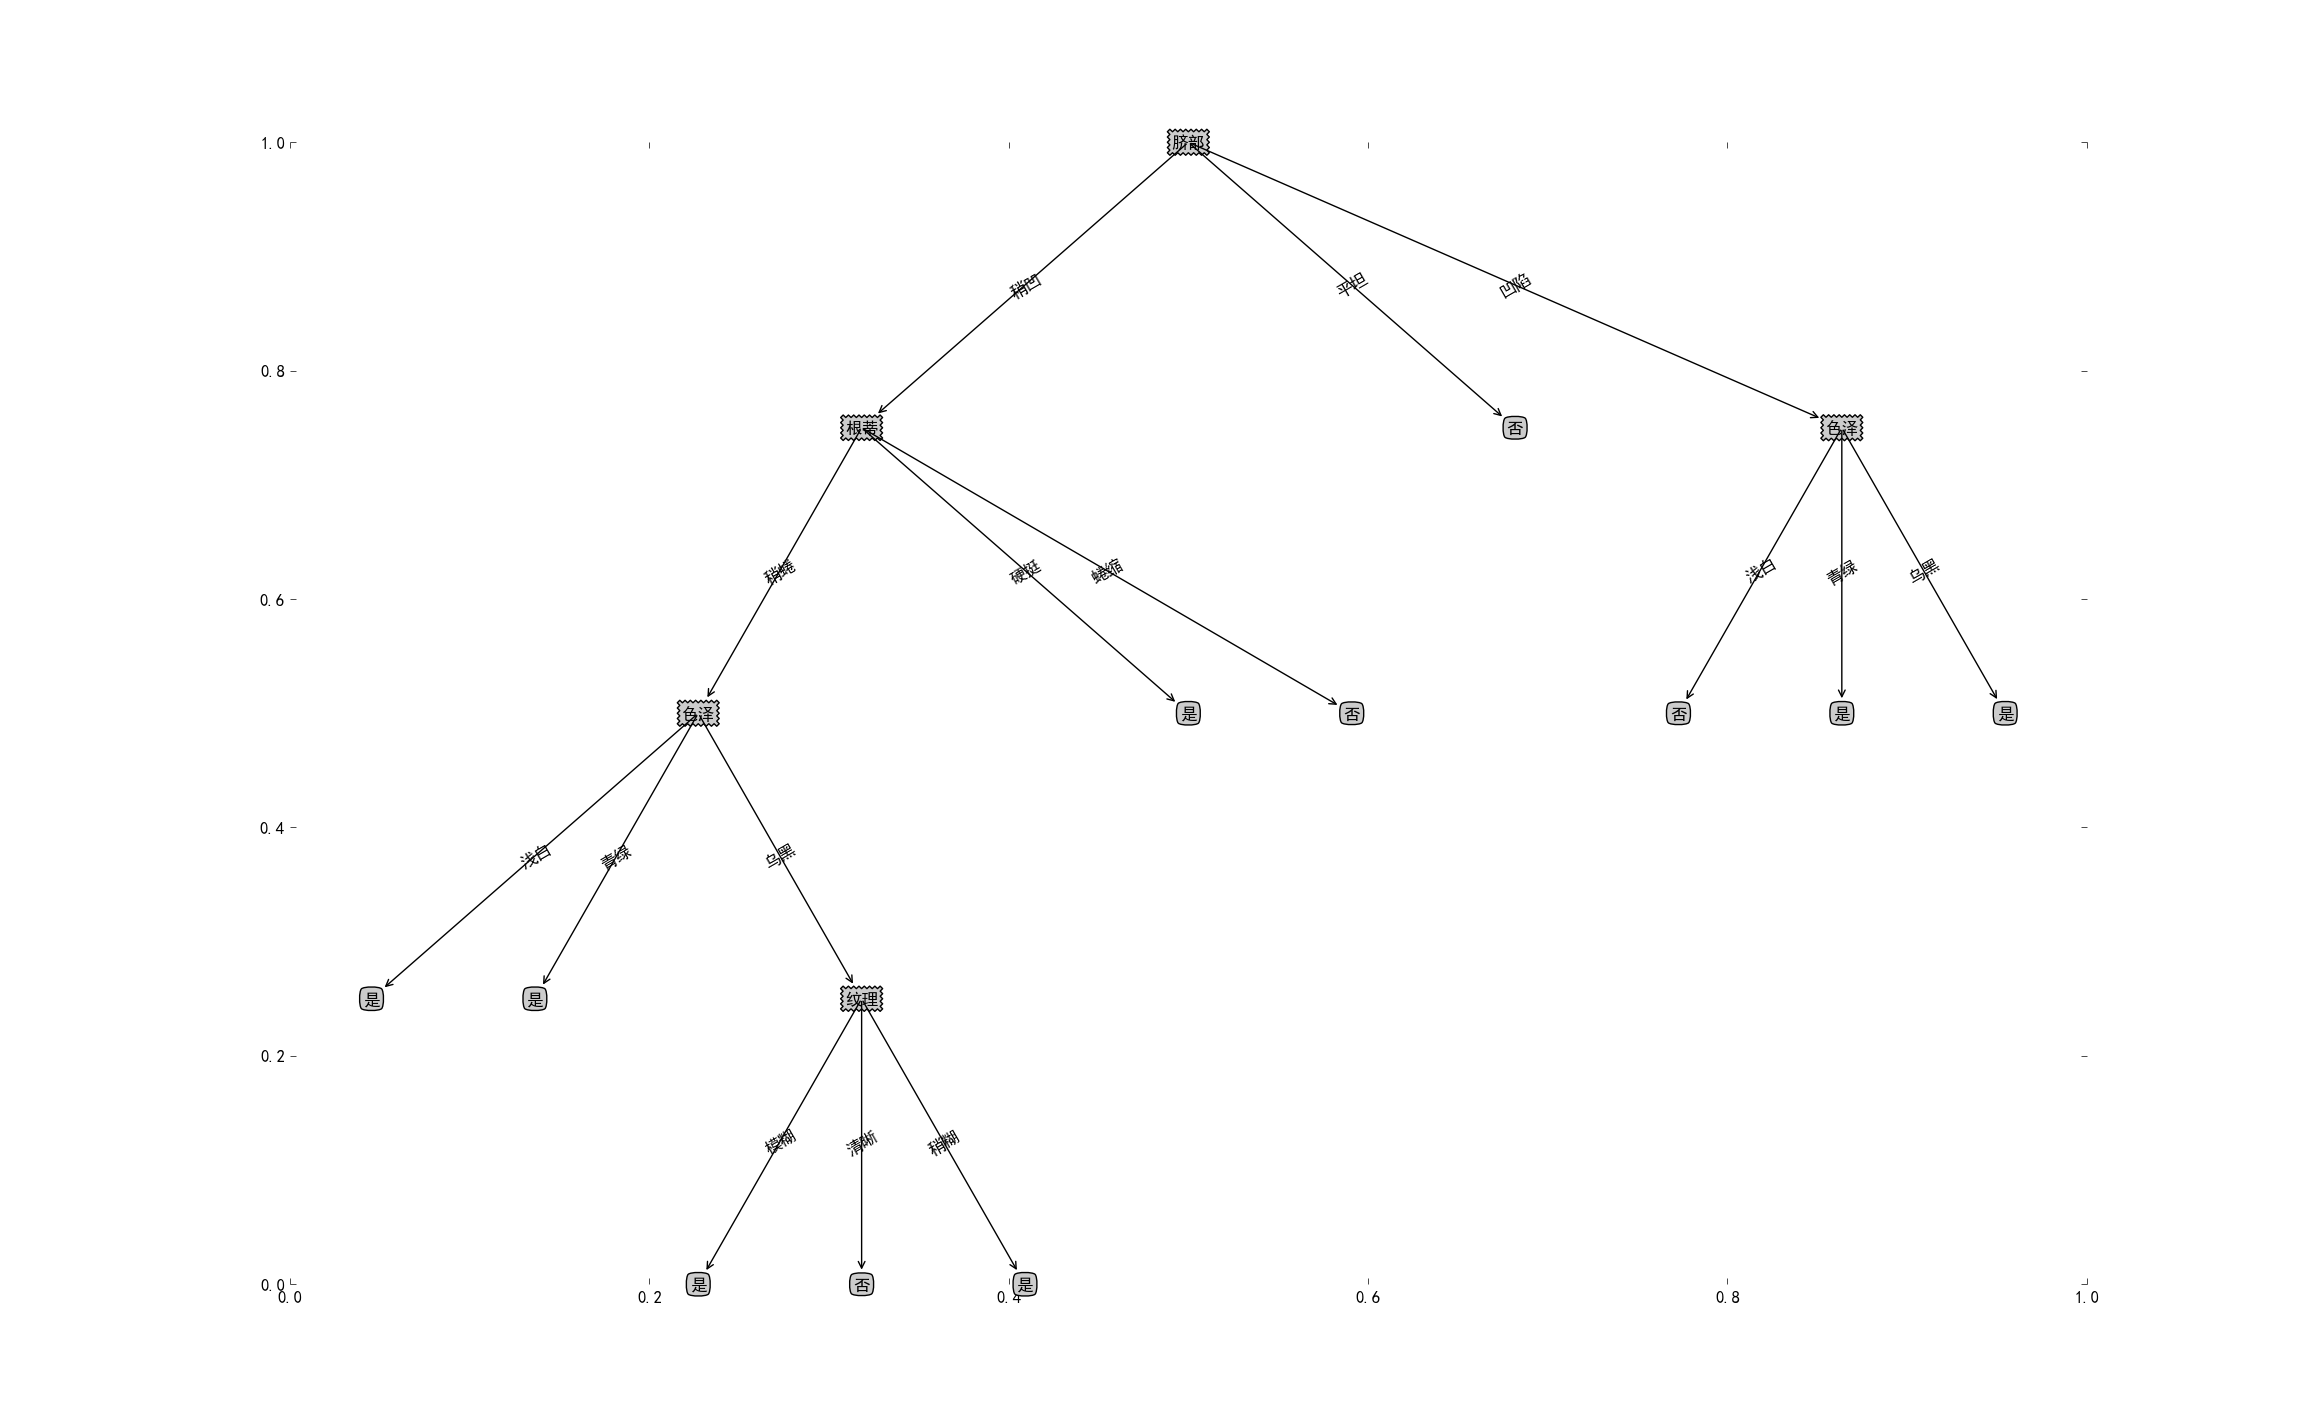 1.0
脐部
稍凹
平坦
凹陷
0.8
根蒂
否
色泽
稍蜷
硬挺
蜷缩
浅白
青绿
乌黑
0.6
色泽
是
否
否
是
是
0.4
浅白
青绿
乌黑
是
是
纹理
0.2
模糊
清晰
稍糊
0.0
是
否
是
0.0
0.2
0.4
0.6
0.8
1.0